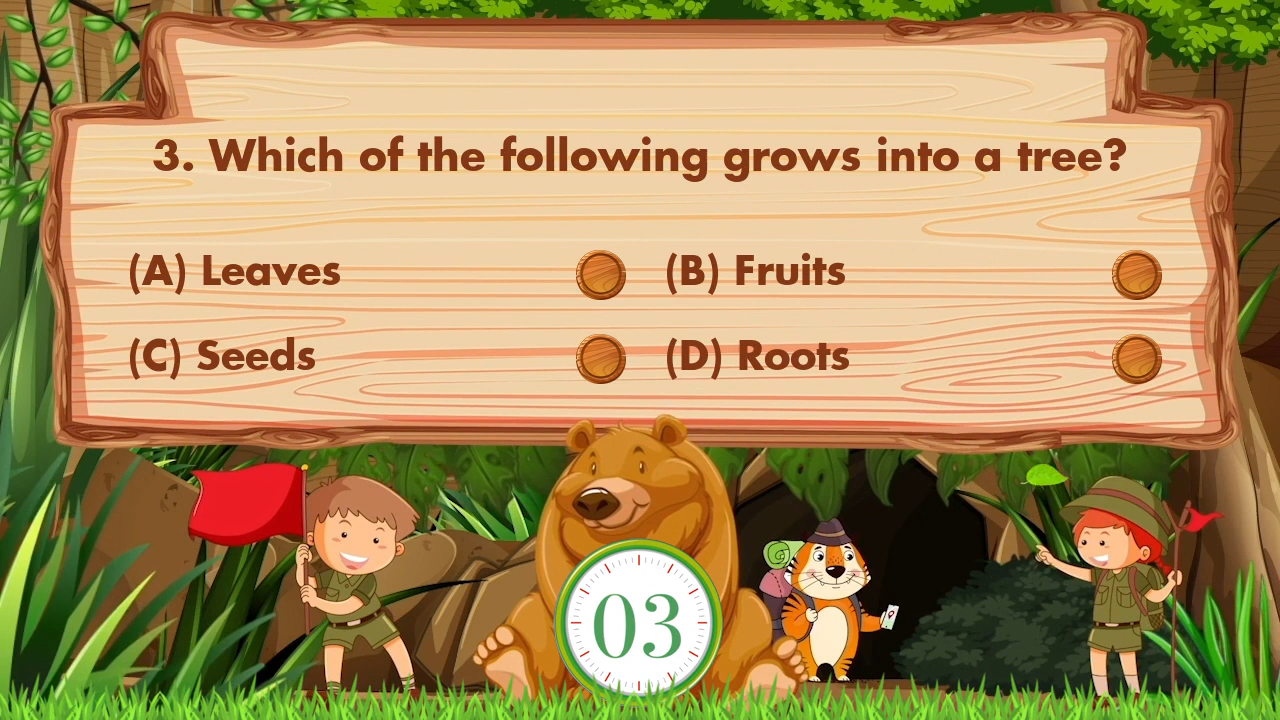 3. Which of the following grows into a tree?
(A) Leaves (B) Fruits
(C) Seeds (D) Roots
03